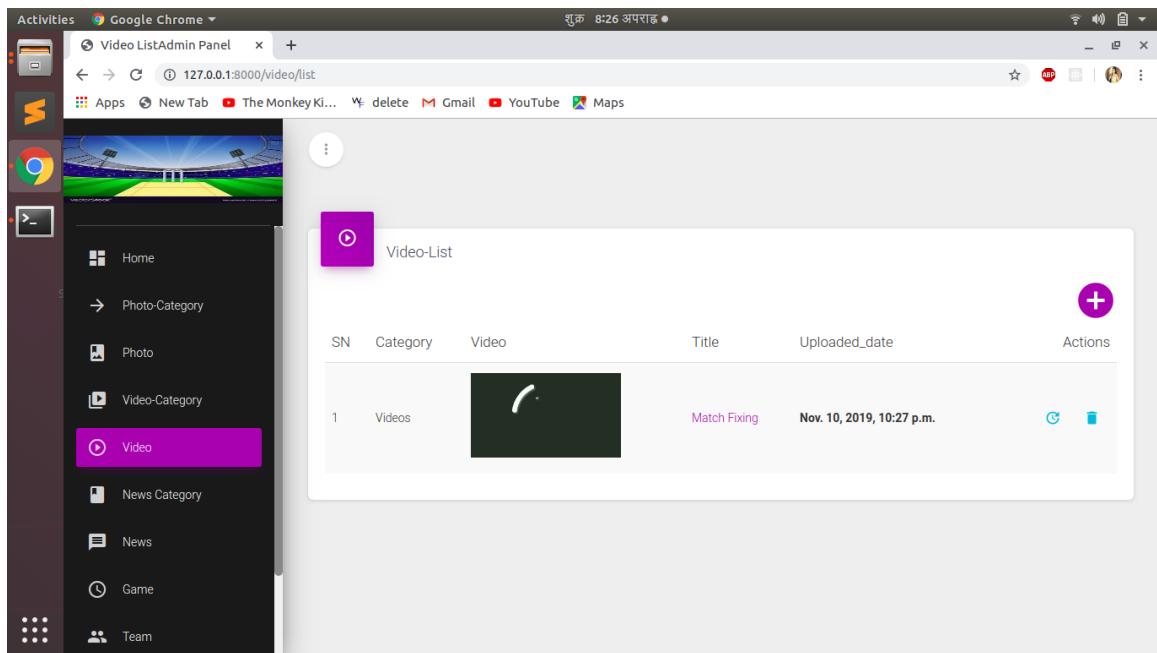 Activities Google Chrome शुक्र 8:26 अपराह्न
Video ListAdmin Panel
127.0.0.1:8000/video/list
ABP
Apps New Tab The Monkey Ki... delete Gmail YouTube Maps
Video-List
Home
Photo-Category
Photo
Video-Category
Video
News Category
News
Game
Team
SN Category Video Title Uploaded_date Actions
1 Videos Match Fixing Nov. 10, 2019, 10:27 p.m.